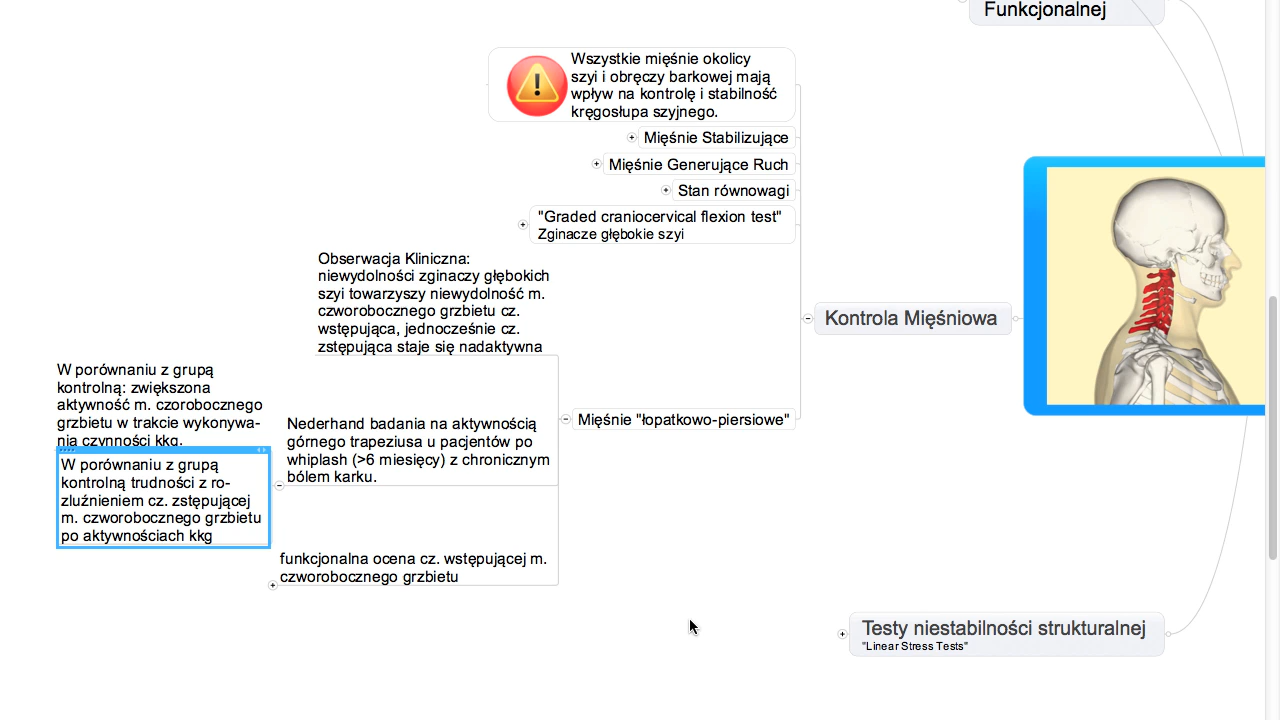 Funkcjonalnej
Wszystkie mięśnie okolicy
szyi i obręczy barkowej mają
wpływ na kontrolę i stabilność
kręgosłupa szyjnego.
Mięśnie Stabilizujące
Mięśnie Generujące Ruch
Stan równowagi
"Graded craniocervical flexion test"
Zginacze głębokie szyi
Obserwacja Kliniczna:
niewydolności zginaczy głębokich
szyi towarzyszy niewydolność m.
czworobocznego grzbietu cz.
wstępująca, jednocześnie cz.
zstępująca staje się nadaktywna
Kontrola Mięśniowa
W porównaniu z grupą
kontrolną: zwiększona
aktywność m. czorobocznego
grzbietu w trakcie wykonywa-
nia czynności kkg.
Mięśnie "łopatkowo-piersiowe"
Nederhand badania na aktywnością
górnego trapeziusa u pacjentów po
whiplash (>6 miesięcy) z chronicznym
bólem karku.
W porównaniu z grupą
kontrolną trudności z ro-
zluźnieniem cz. zstępującej
m. czworobocznego grzbietu
po aktywnościach kkg
funkcjonalna ocena cz. wstępującej m.
czworobocznego grzbietu
Testy niestabilności strukturalnej
"Linear Stress Tests"